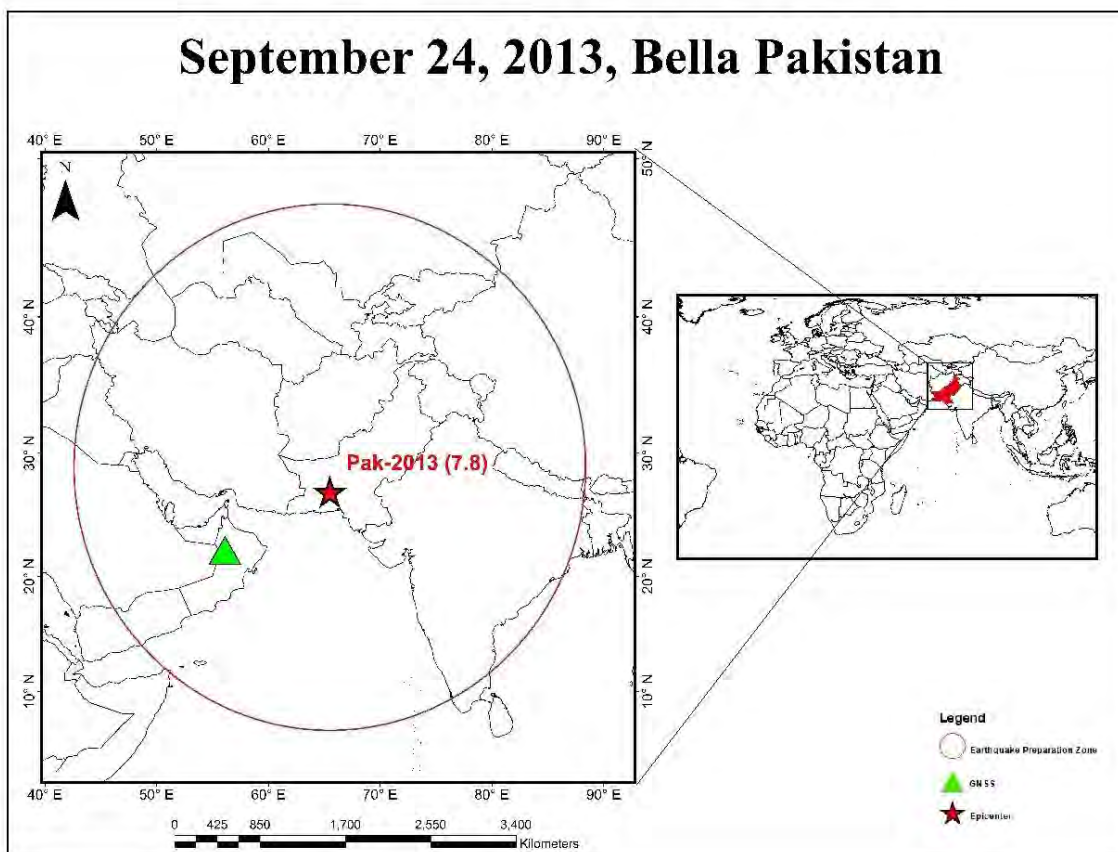 September 24, 2013, Bella Pakistan
40° E 50° E 60° E 70° E 80° E 90° E
N
50° N
40° N 40° N
30° N 30° N
20° N 20° N
10° N 10° N
Pak-2013 (7.8)
40° E 50° E 60° E 70° E 80° E 90° E
0 425 850 1,700 2,550 3,400
Kilometers
Legend
Earthquake Preparation Zone
GNSS
Epicenter